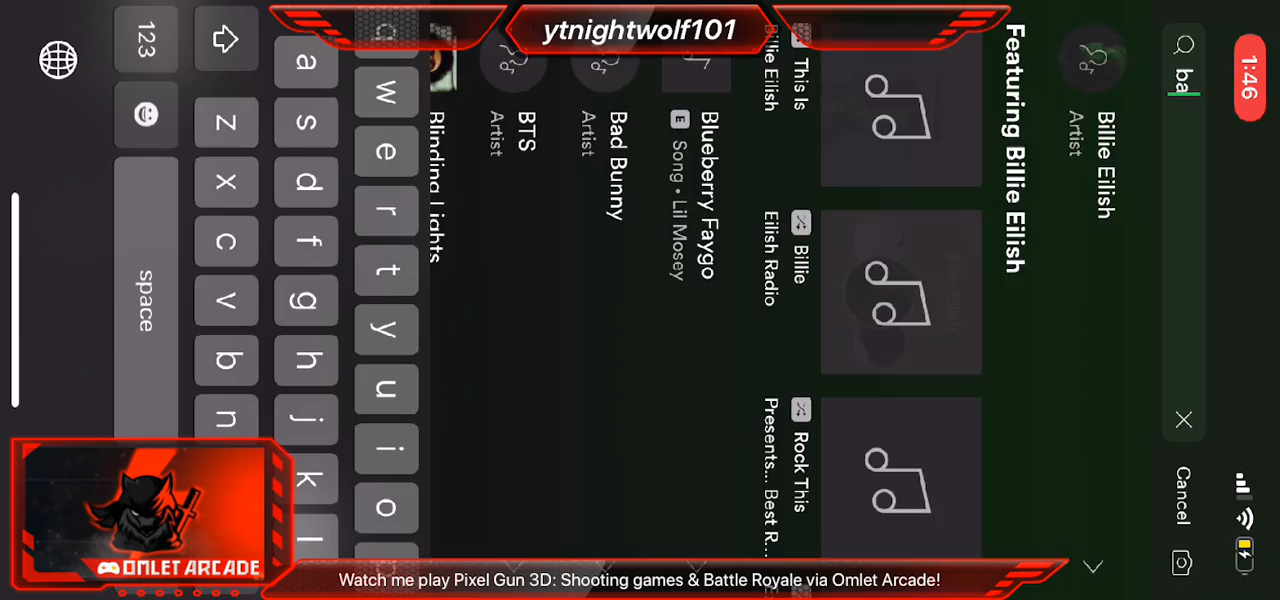 ytnightwolf101
1:46
ba
Cancel
Billie Eilish
Artist
Featuring Billie Eilish
This Is
Billie Eilish
Billie
Eilish Radio
Rock This
Presents... Best R...
Blueberry Faygo
E Song • Lil Mosey
Bad Bunny
Artist
BTS
Artist
Blinding Lights
q w e r t y u i o p
a s d f g h j k l
z x c v b n
123
space
OMLET ARCADE
Watch me play Pixel Gun 3D: Shooting games & Battle Royale via Omlet Arcade!